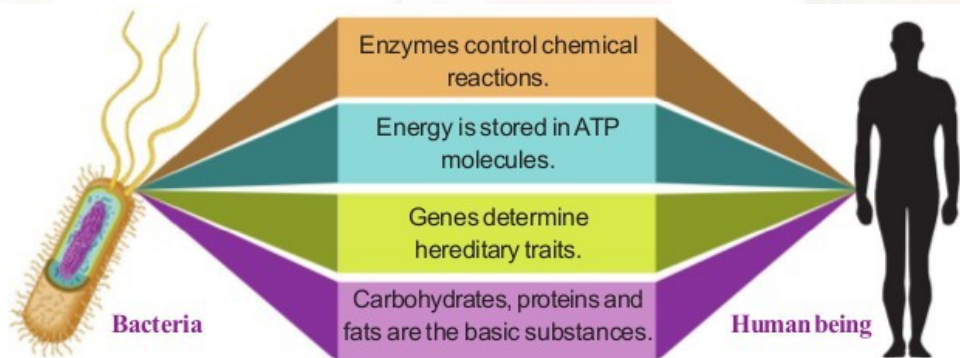 Enzymes control chemical
reactions.
Energy is stored in ATP
molecules.
Genes determine
hereditary traits.
Carbohydrates, proteins and
fats are the basic substances.
Bacteria
Human being